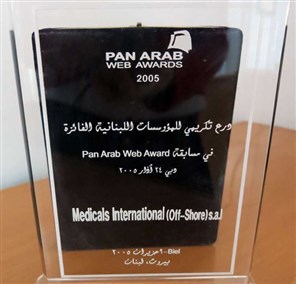 PAN ARAB
WEB AWARDS
2005
درع تكريمي للمؤسسات اللبنانية الفائزة
في مسابقة Pan Arab Web Award
دبي ٢٤ آذار ٢٠٠٥
Medicals International (Off-Shore) s.a.l
Biel- ٢ حزيران ٢٠٠٥
بيروت، لبنان